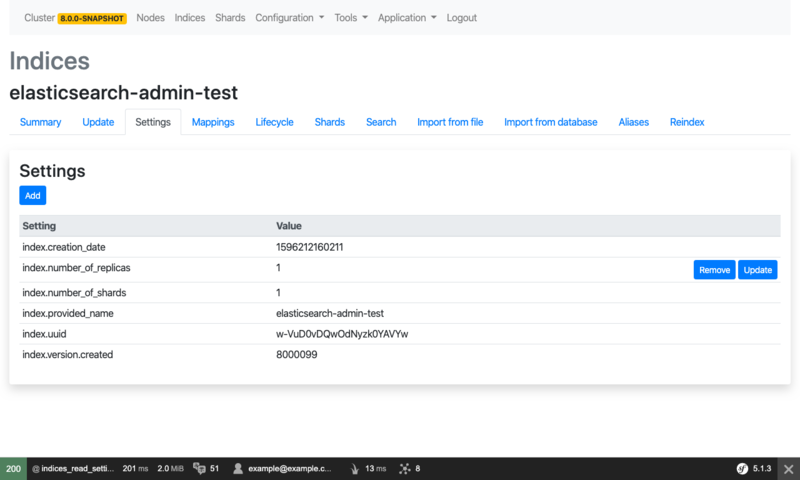 Cluster 8.0.0-SNAPSHOT Nodes Indices Shards Configuration Tools Application Logout
Indices
elasticsearch-admin-test
Summary Update Settings Mappings Lifecycle Shards Search Import from file Import from database Aliases Reindex
Settings
Add
Setting Value
index.creation_date 1596212160211
index.number_of_replicas 1 Remove Update
index.number_of_shards 1
index.provided_name elasticsearch-admin-test
index.uuid w-VuD0vDQwOdNyzk0YAVYw
index.version.created 8000099
200 @ indices_read_setti... 201 ms 2.0 MiB 51 example@example.c... 13 ms 8 sf 5.1.3